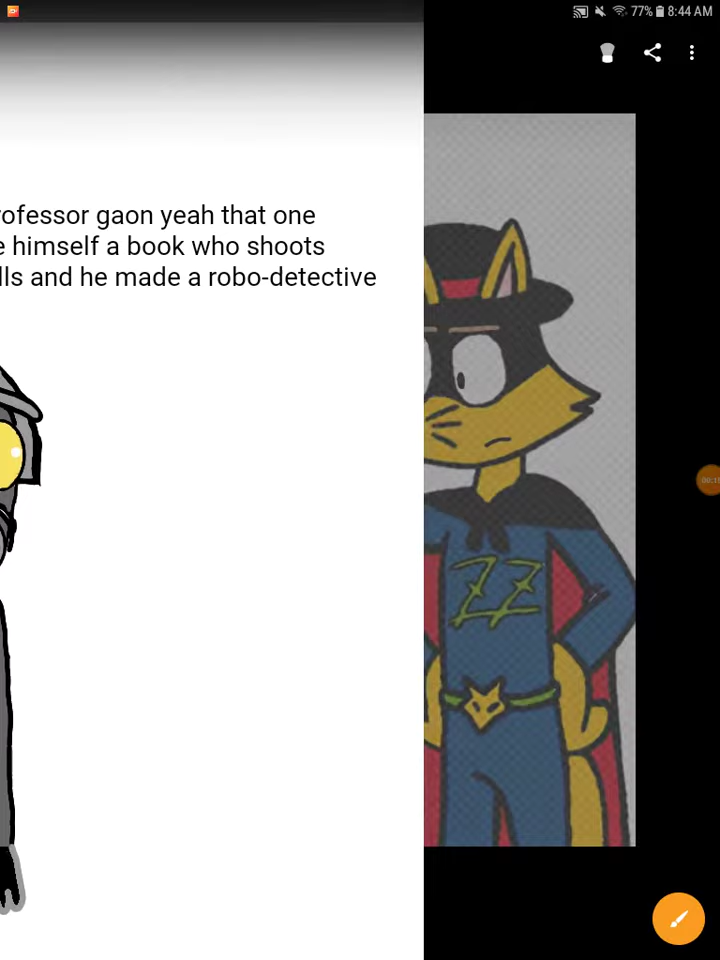 77% 8:44 AM
rofessor gaon yeah that one
e himself a book who shoots
lls and he made a robo-detective
ZZ